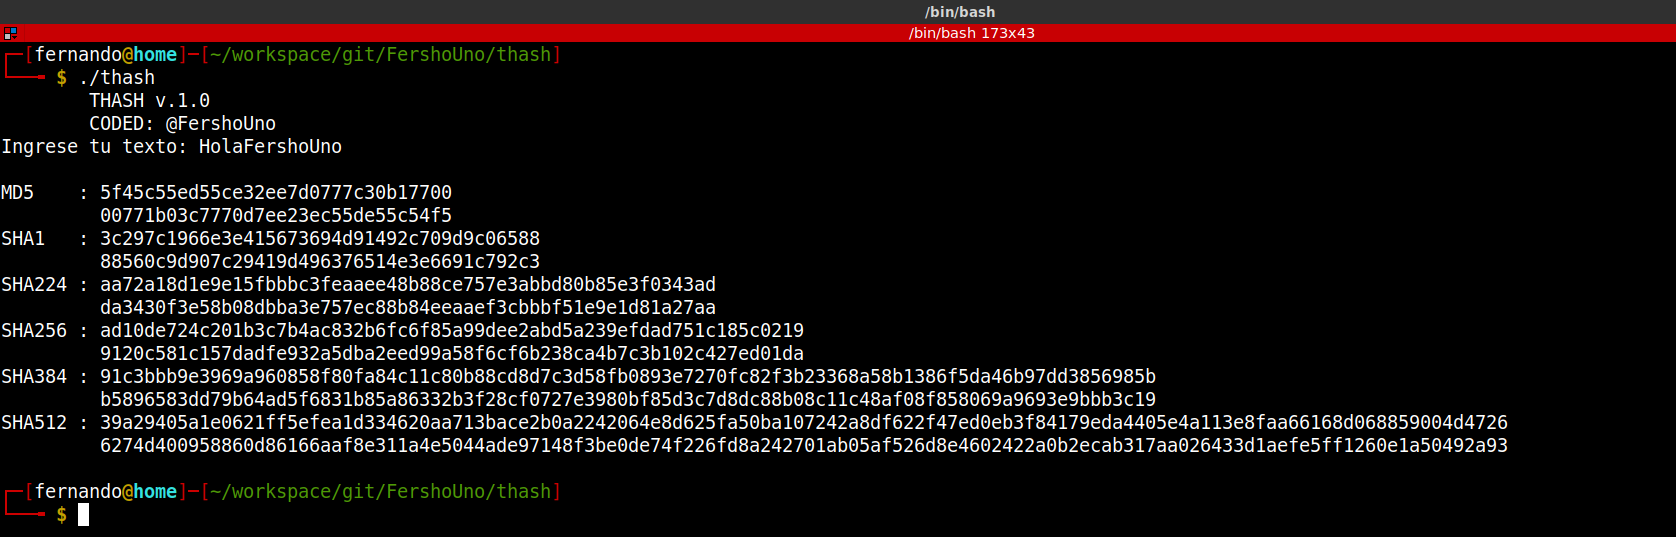 /bin/bash
/bin/bash 173x43
[fernando@home]─[~/workspace/git/FershoUno/thash]
$ ./thash
THASH v.1.0
CODED: @FershoUno
Ingrese tu texto: HolaFershoUno
MD5    : 5f45c55ed55ce32ee7d0777c30b17700
00771b03c7770d7ee23ec55de55c54f5
SHA1   : 3c297c1966e3e415673694d91492c709d9c06588
88560c9d907c29419d496376514e3e6691c792c3
SHA224 : aa72a18d1e9e15fbbbc3feaaee48b88ce757e3abbd80b85e3f0343ad
da3430f3e58b08dbba3e757ec88b84eeaaef3cbbbf51e9e1d81a27aa
SHA256 : ad10de724c201b3c7b4ac832b6fc6f85a99dee2abd5a239efdad751c185c0219
9120c581c157dadfe932a5dba2eed99a58f6cf6b238ca4b7c3b102c427ed01da
SHA384 : 91c3bbb9e3969a960858f80fa84c11c80b88cd8d7c3d58fb0893e7270fc82f3b23368a58b1386f5da46b97dd3856985b
b5896583dd79b64ad5f6831b85a86332b3f28cf0727e3980bf85d3c7d8dc88b08c11c48af08f858069a9693e9bbb3c19
SHA512 : 39a29405a1e0621ff5efea1d334620aa713bace2b0a2242064e8d625fa50ba107242a8df622f47ed0eb3f84179eda4405e4a113e8faa66168d068859004d4726
6274d400958860d86166aaf8e311a4e5044ade97148f3be0de74f226fd8a242701ab05af526d8e4602422a0b2ecab317aa026433d1aefe5ff1260e1a50492a93
[fernando@home]─[~/workspace/git/FershoUno/thash]
$